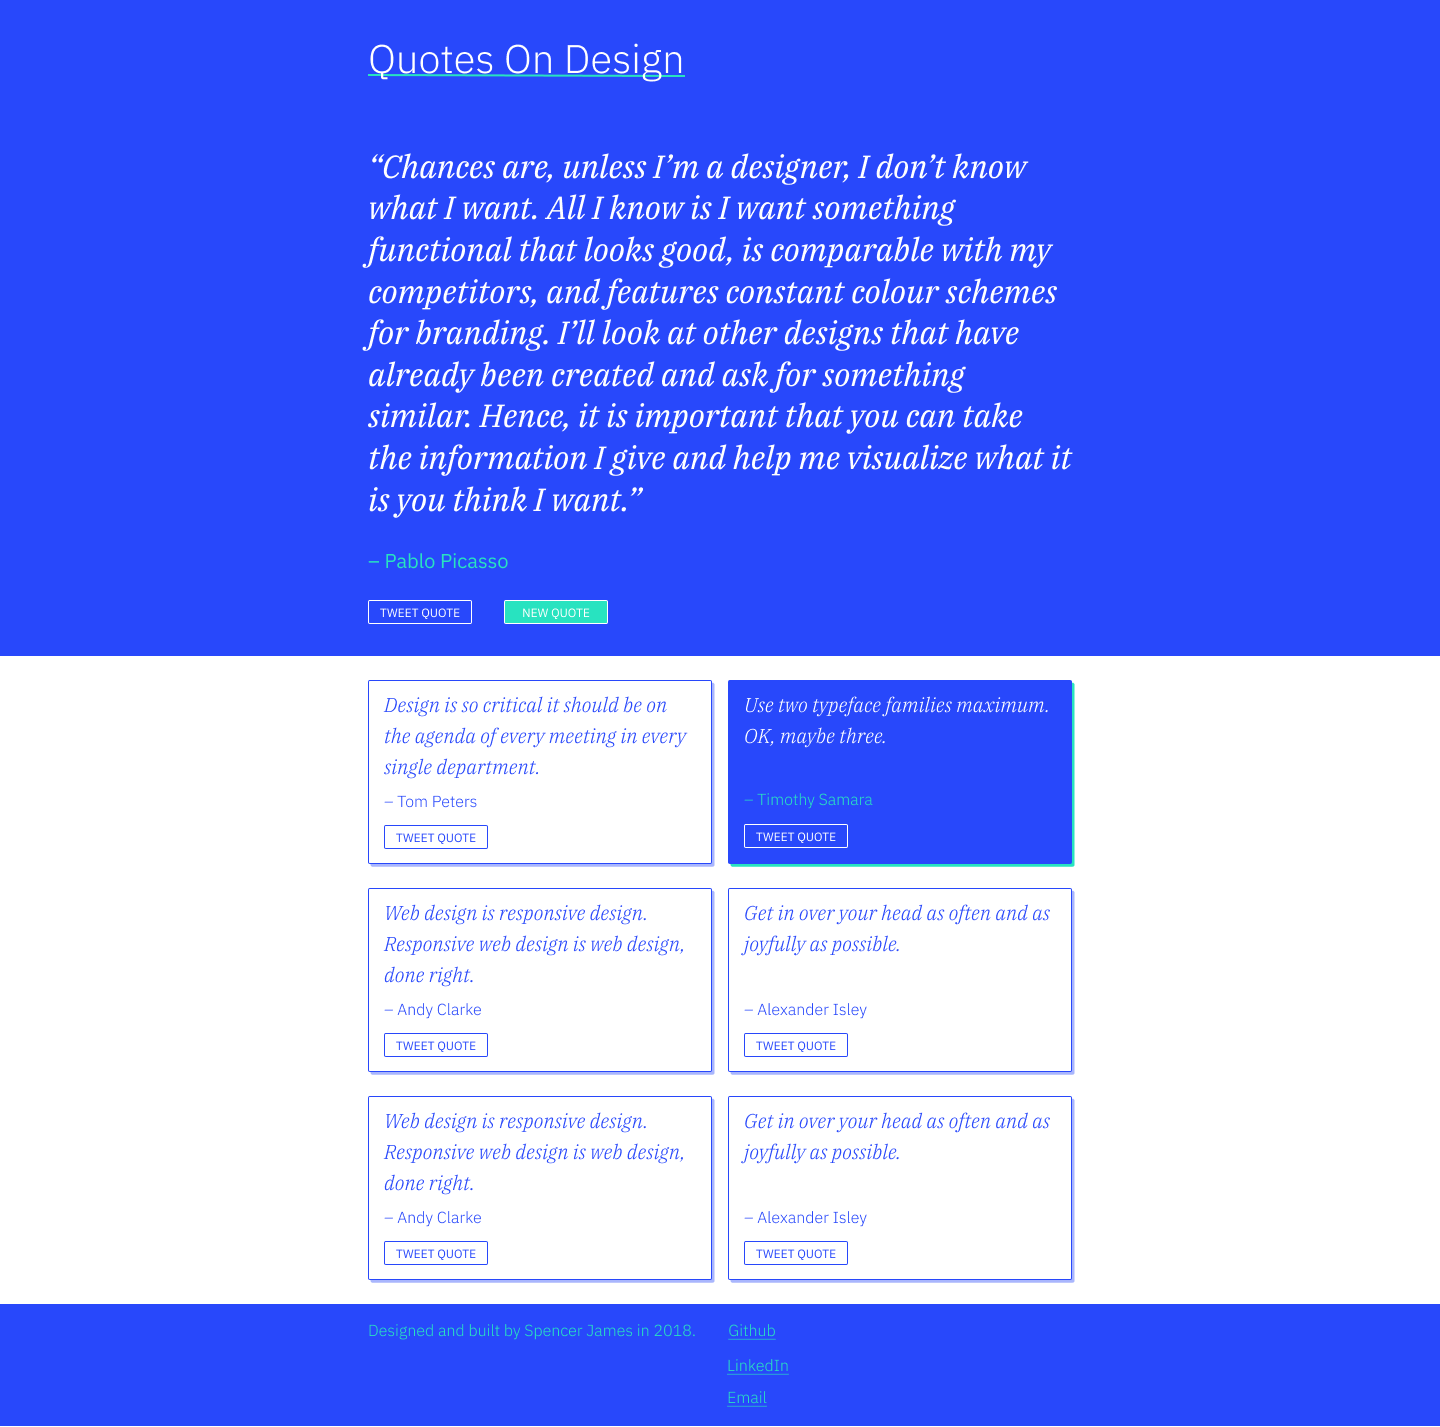 Quotes On Design
“Chances are, unless I’m a designer, I don’t know
what I want. All I know is I want something
functional that looks good, is comparable with my
competitors, and features constant colour schemes
for branding. I’ll look at other designs that have
already been created and ask for something
similar. Hence, it is important that you can take
the information I give and help me visualize what it
is you think I want.”
– Pablo Picasso
TWEET QUOTE
NEW QUOTE
Design is so critical it should be on
the agenda of every meeting in every
single department.
– Tom Peters
TWEET QUOTE
Use two typeface families maximum.
OK, maybe three.
– Timothy Samara
TWEET QUOTE
Web design is responsive design.
Responsive web design is web design,
done right.
– Andy Clarke
TWEET QUOTE
Get in over your head as often and as
joyfully as possible.
– Alexander Isley
TWEET QUOTE
Web design is responsive design.
Responsive web design is web design,
done right.
– Andy Clarke
TWEET QUOTE
Get in over your head as often and as
joyfully as possible.
– Alexander Isley
TWEET QUOTE
Designed and built by Spencer James in 2018.
Github
LinkedIn
Email